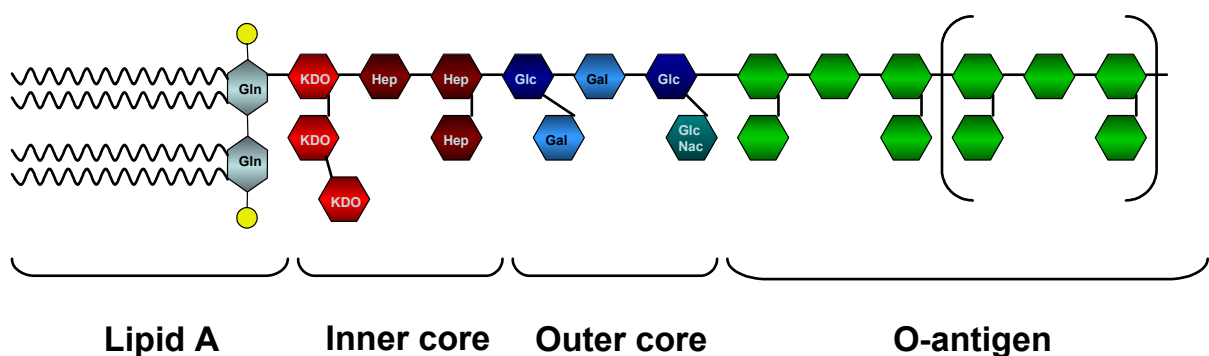 KDO Hep Hep Glc Gal Glc
Gln
KDO Hep Gal Glc
Nac
Gln
KDO
Lipid A Inner core Outer core O-antigen